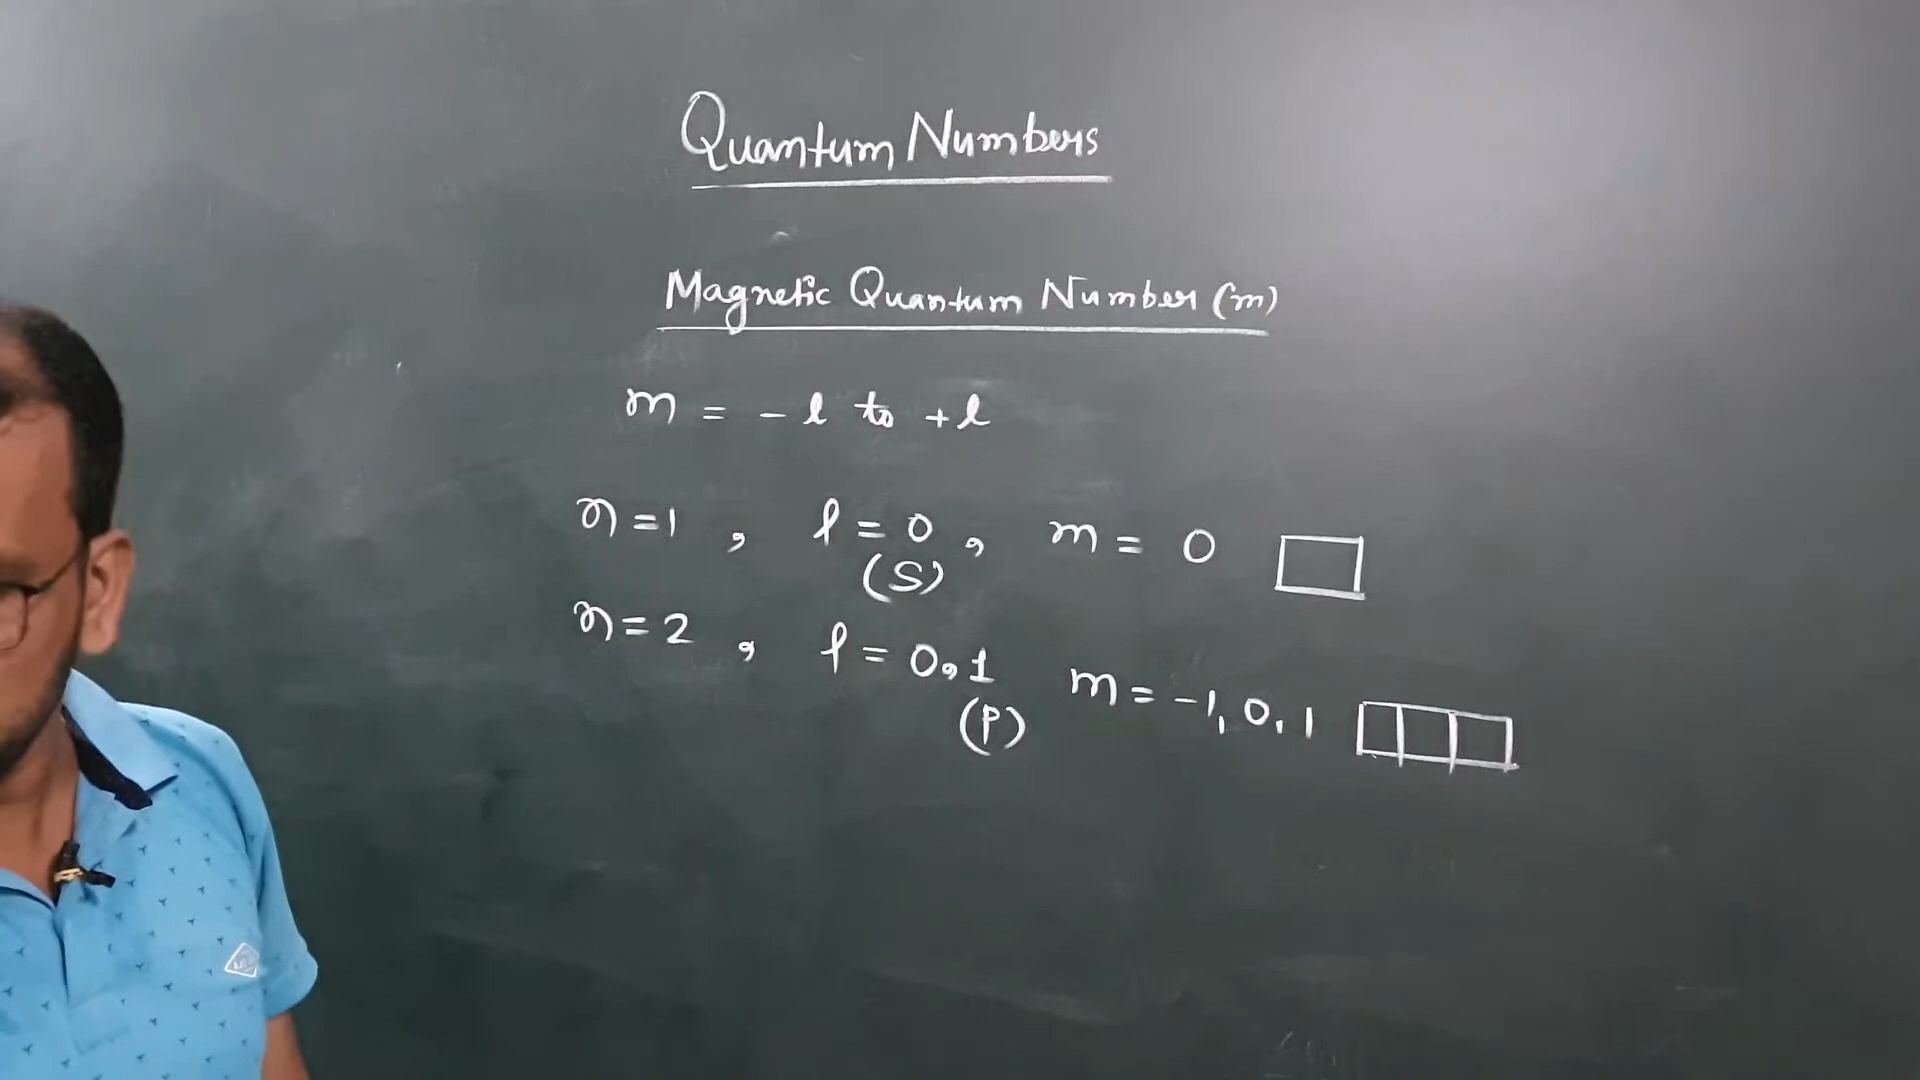 Quantum Numbers
Magnetic Quantum Number (m)
m = -l to +l
n=1 , l = 0 , m = 0
(S)
n=2 , l = 0,1 m = -1, 0, 1
(P)